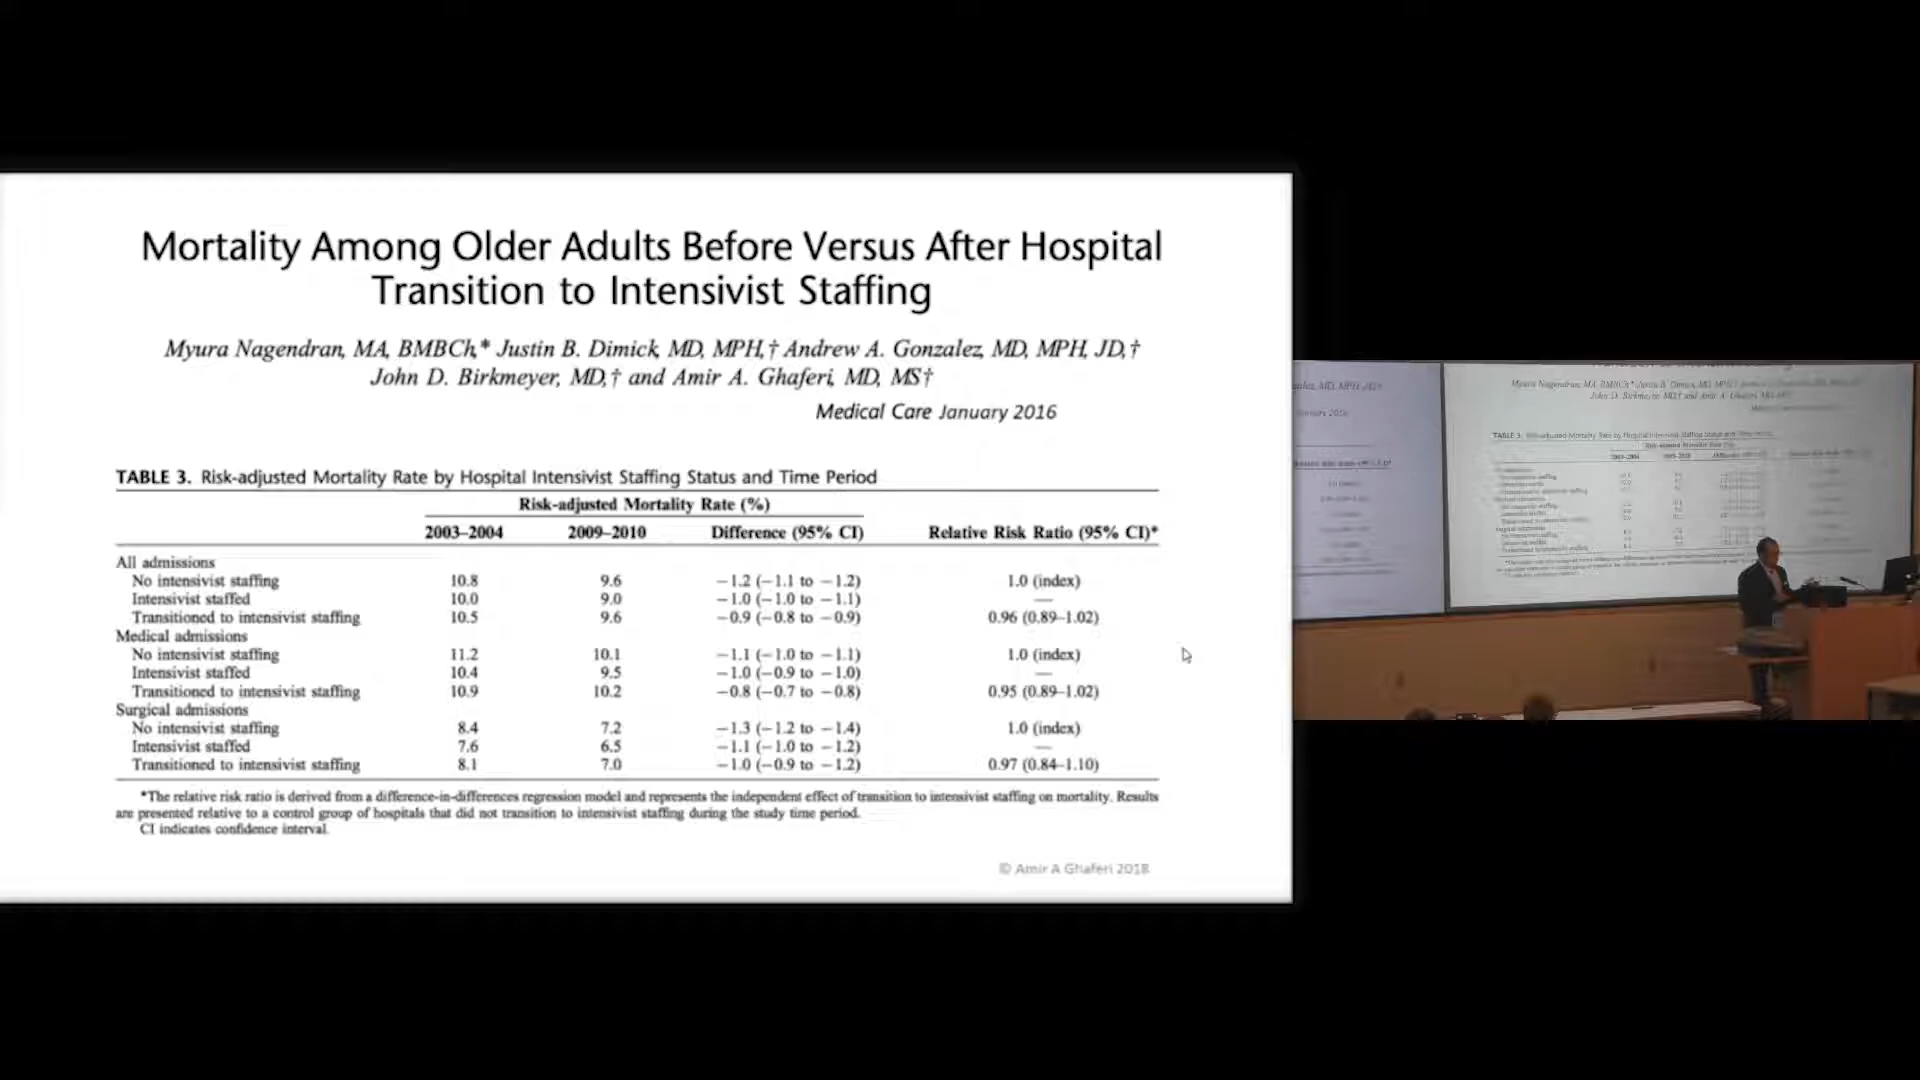 Mortality Among Older Adults Before Versus After Hospital
Transition to Intensivist Staffing
Myura Nagendran, MA, BMBCh,* Justin B. Dimick, MD, MPH,† Andrew A. Gonzalez, MD, MPH, JD,†
John D. Birkmeyer, MD,† and Amir A. Ghaferi, MD, MS†
Medical Care January 2016
TABLE 3. Risk-adjusted Mortality Rate by Hospital Intensivist Staffing Status and Time Period
Risk-adjusted Mortality Rate (%)
2003–2004 2009–2010 Difference (95% CI) Relative Risk Ratio (95% CI)*
All admissions
No intensivist staffing 10.8 9.6 −1.2 (−1.1 to −1.2) 1.0 (index)
Intensivist staffed 10.0 9.0 −1.0 (−1.0 to −1.1) —
Transitioned to intensivist staffing 10.5 9.6 −0.9 (−0.8 to −0.9) 0.96 (0.89–1.02)
Medical admissions
No intensivist staffing 11.2 10.1 −1.1 (−1.0 to −1.1) 1.0 (index)
Intensivist staffed 10.4 9.5 −1.0 (−0.9 to −1.0) —
Transitioned to intensivist staffing 10.9 10.2 −0.8 (−0.7 to −0.8) 0.95 (0.89–1.02)
Surgical admissions
No intensivist staffing 8.4 7.2 −1.3 (−1.2 to −1.4) 1.0 (index)
Intensivist staffed 7.6 6.5 −1.1 (−1.0 to −1.2) —
Transitioned to intensivist staffing 8.1 7.0 −1.0 (−0.9 to −1.2) 0.97 (0.84–1.10)
*The relative risk ratio is derived from a difference-in-differences regression model and represents the independent effect of transition to intensivist staffing on mortality. Results
are presented relative to a control group of hospitals that did not transition to intensivist staffing during the study time period.
CI indicates confidence interval.
© Amir A Ghaferi 2018